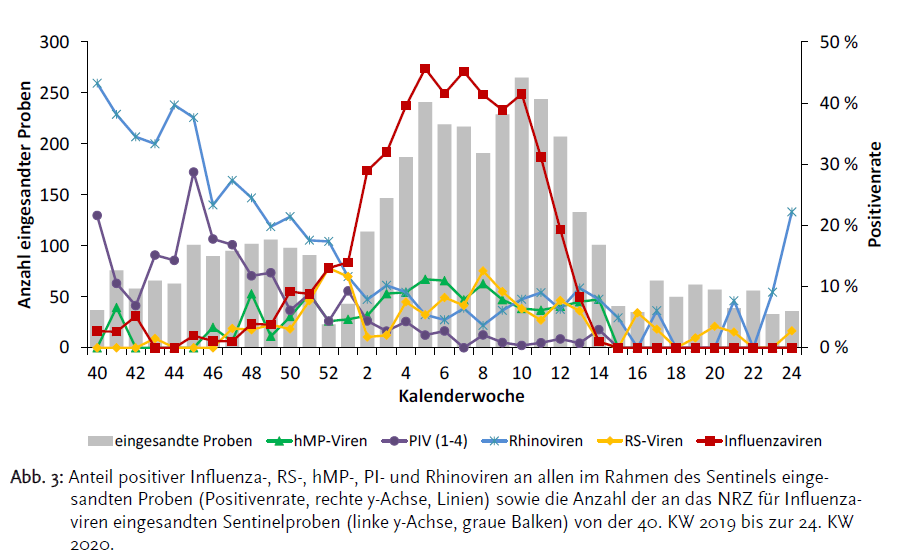 300
250
200
150
100
50
0
Anzahl eingesandter Proben
50 %
40 %
30 %
20 %
10 %
0 %
Positivenrate
40 42 44 46 48 50 52 2 4 6 8 10 12 14 16 18 20 22 24
Kalenderwoche
eingesandte Proben hMP-Viren PIV (1-4) Rhinoviren RS-Viren Influenzaviren
Abb. 3: Anteil positiver Influenza-, RS-, hMP-, PI- und Rhinoviren an allen im Rahmen des Sentinels einge-
sandten Proben (Positivenrate, rechte y-Achse, Linien) sowie die Anzahl der an das NRZ für Influenza-
viren eingesandten Sentinelproben (linke y-Achse, graue Balken) von der 40. KW 2019 bis zur 24. KW
2020.